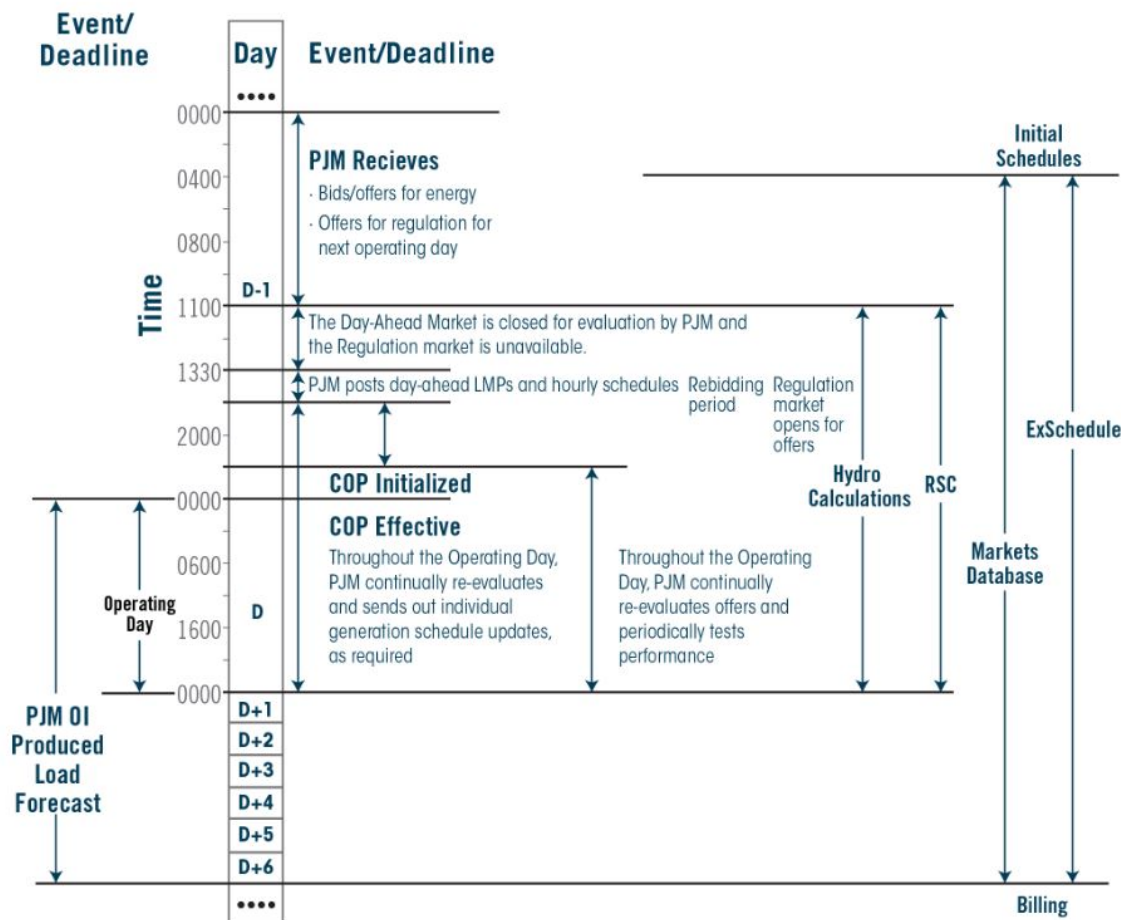 Event/
Deadline
Day
Event/Deadline
••••
0000
PJM Recieves
· Bids/offers for energy
· Offers for regulation for
next operating day
Initial
Schedules
0400
0800
Time
D-1
1100
The Day-Ahead Market is closed for evaluation by PJM and
the Regulation market is unavailable.
1330
PJM posts day-ahead LMPs and hourly schedules
Rebidding
period
Regulation
market
opens for
offers
2000
ExSchedule
Hydro
Calculations
RSC
COP Initialized
0000
COP Effective
Throughout the Operating Day,
PJM continually re-evaluates
and sends out individual
generation schedule updates,
as required
Throughout the Operating
Day, PJM continually
re-evaluates offers and
periodically tests
performance
Markets
Database
0600
Operating
Day
D
1600
0000
PJM OI
Produced
Load
Forecast
D+1
D+2
D+3
D+4
D+5
D+6
••••
Billing